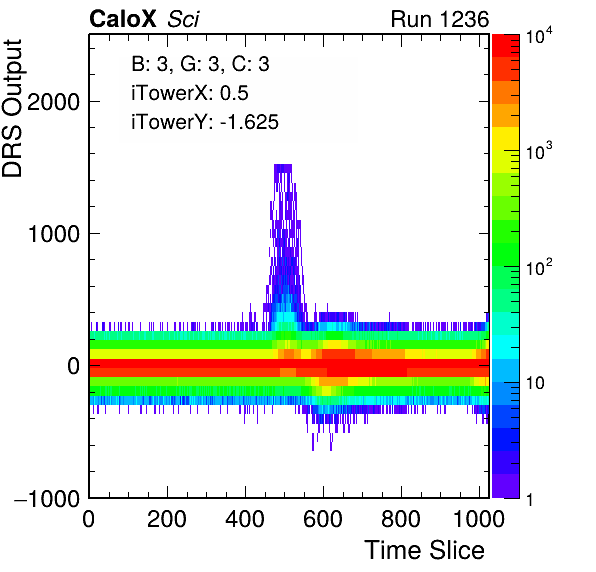 CaloX Sci Run 1236
B: 3, G: 3, C: 3
iTowerX: 0.5
iTowerY: -1.625
DRS Output
2000
1000
0
−1000
0 200 400 600 800 1000
Time Slice
10^4
10^3
10^2
10
1